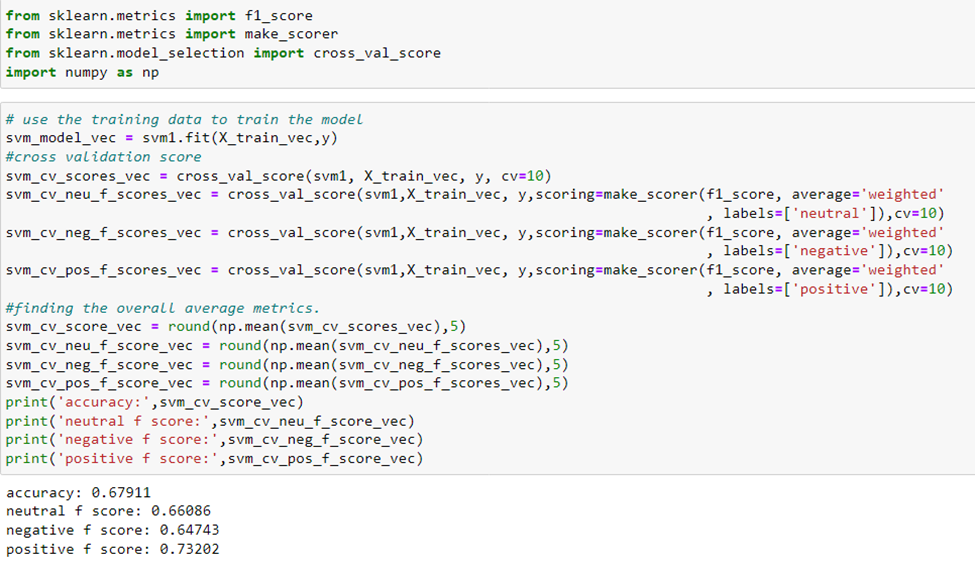 from sklearn.metrics import f1_score
from sklearn.metrics import make_scorer
from sklearn.model_selection import cross_val_score
import numpy as np
# use the training data to train the model
svm_model_vec = svm1.fit(X_train_vec,y)
#cross validation score
svm_cv_scores_vec = cross_val_score(svm1, X_train_vec, y, cv=10)
svm_cv_neu_f_scores_vec = cross_val_score(svm1,X_train_vec, y,scoring=make_scorer(f1_score, average='weighted'
, labels=['neutral']),cv=10)
svm_cv_neg_f_scores_vec = cross_val_score(svm1,X_train_vec, y,scoring=make_scorer(f1_score, average='weighted'
, labels=['negative']),cv=10)
svm_cv_pos_f_scores_vec = cross_val_score(svm1,X_train_vec, y,scoring=make_scorer(f1_score, average='weighted'
, labels=['positive']),cv=10)
#finding the overall average metrics.
svm_cv_score_vec = round(np.mean(svm_cv_scores_vec),5)
svm_cv_neu_f_score_vec = round(np.mean(svm_cv_neu_f_scores_vec),5)
svm_cv_neg_f_score_vec = round(np.mean(svm_cv_neg_f_scores_vec),5)
svm_cv_pos_f_score_vec = round(np.mean(svm_cv_pos_f_scores_vec),5)
print('accuracy:',svm_cv_score_vec)
print('neutral f score:',svm_cv_neu_f_score_vec)
print('negative f score:',svm_cv_neg_f_score_vec)
print('positive f score:',svm_cv_pos_f_score_vec)
accuracy: 0.67911
neutral f score: 0.66086
negative f score: 0.64743
positive f score: 0.73202